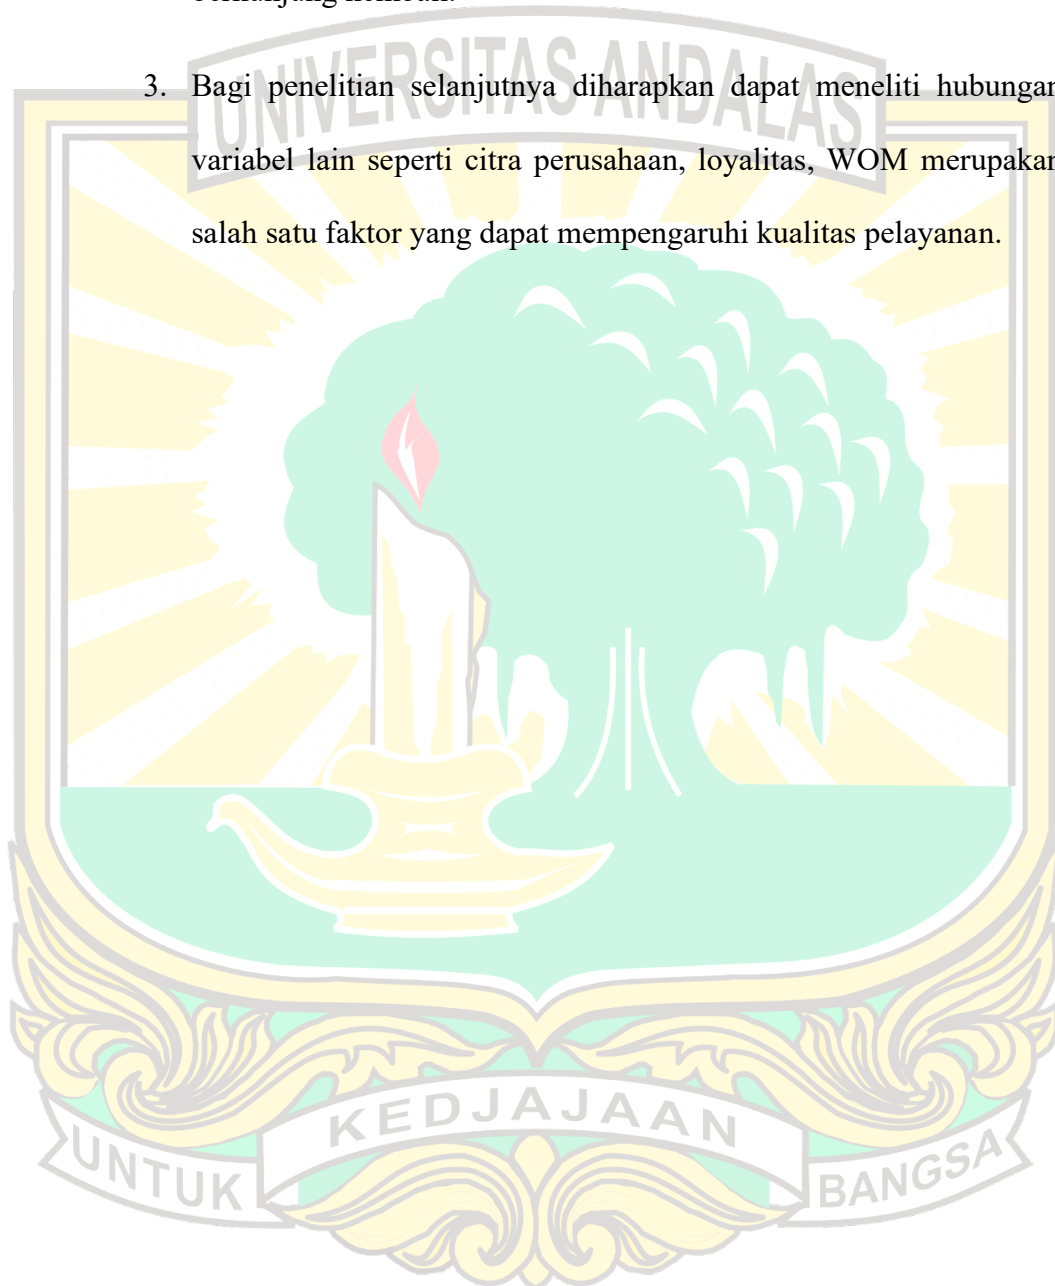 UNIVERSITAS ANDALAS
3. Bagi penelitian selanjutnya diharapkan dapat meneliti hubungan
variabel lain seperti citra perusahaan, loyalitas, WOM merupakan
salah satu faktor yang dapat mempengaruhi kualitas pelayanan.
UNTUK KEDJAJAAN BANGSA